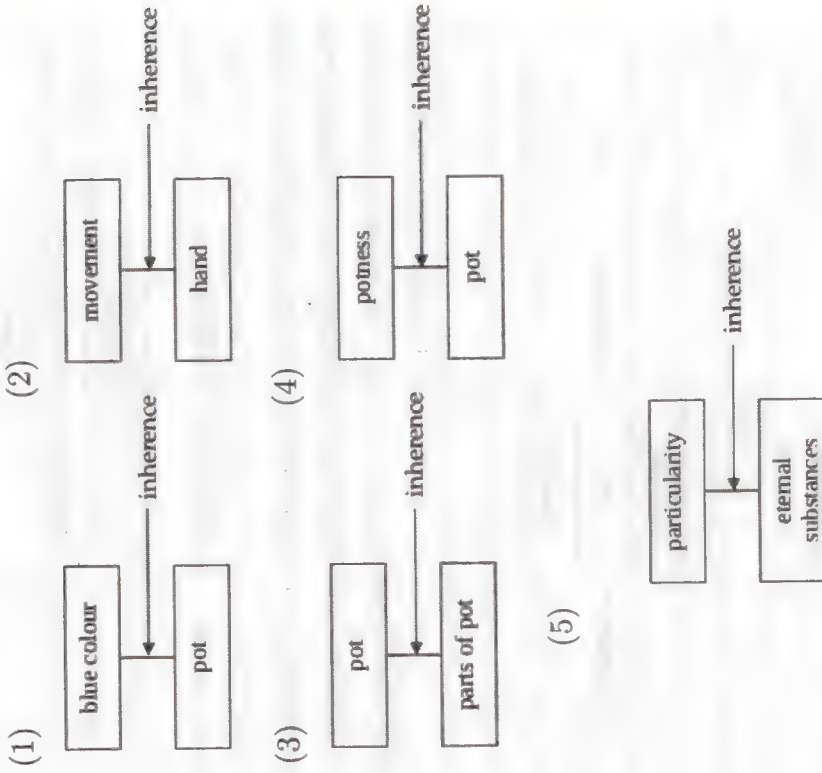 (1)
blue colour
inherence
pot
(2)
movement
inherence
hand
(3)
pot
inherence
parts of pot
(4)
potness
inherence
pot
(5)
particularity
inherence
eternal
substances